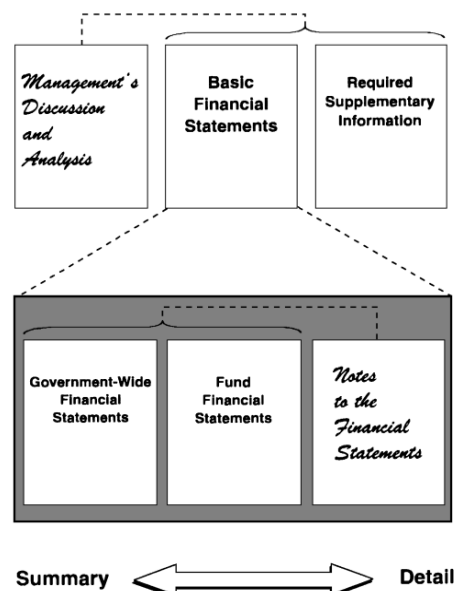 Management's
Discussion
and
Analysis
Basic
Financial
Statements
Required
Supplementary
Information
Government-Wide
Financial
Statements
Fund
Financial
Statements
Notes
to the
Financial
Statements
Summary
Detail